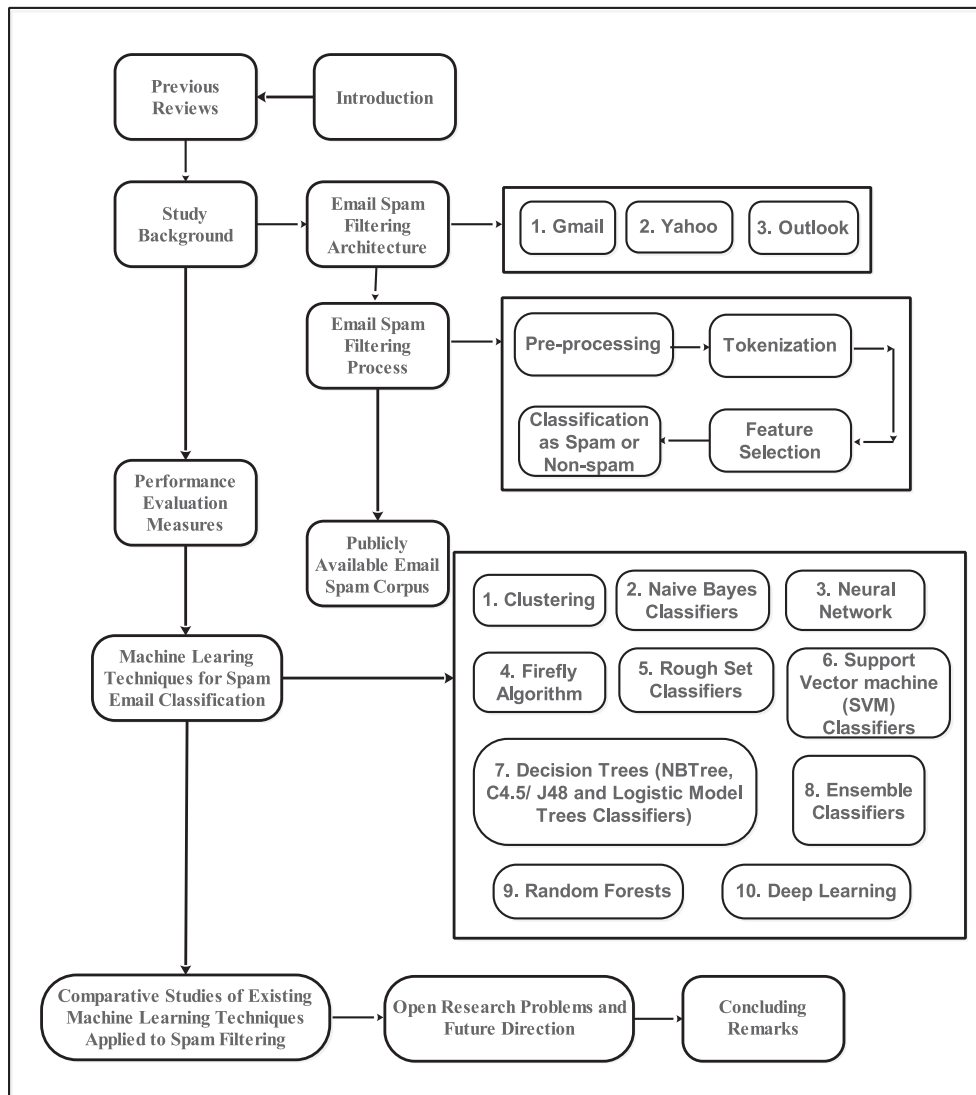 Previous
Reviews
Introduction
Study
Background
Email Spam
Filtering
Architecture
1. Gmail
2. Yahoo
3. Outlook
Email Spam
Filtering
Process
Pre-processing
Tokenization
Classification
as Spam or
Non-spam
Feature
Selection
Performance
Evaluation
Measures
Publicly
Available Email
Spam Corpus
Machine Learing
Techniques for Spam
Email Classification
1. Clustering
2. Naive Bayes
Classifiers
3. Neural
Network
4. Firefly
Algorithm
5. Rough Set
Classifiers
6. Support
Vector machine
(SVM)
Classifiers
7. Decision Trees (NBTree,
C4.5/ J48 and Logistic Model
Trees Classifiers)
8. Ensemble
Classifiers
9. Random Forests
10. Deep Learning
Comparative Studies of Existing
Machine Learning Techniques
Applied to Spam Filtering
Open Research Problems and
Future Direction
Concluding
Remarks